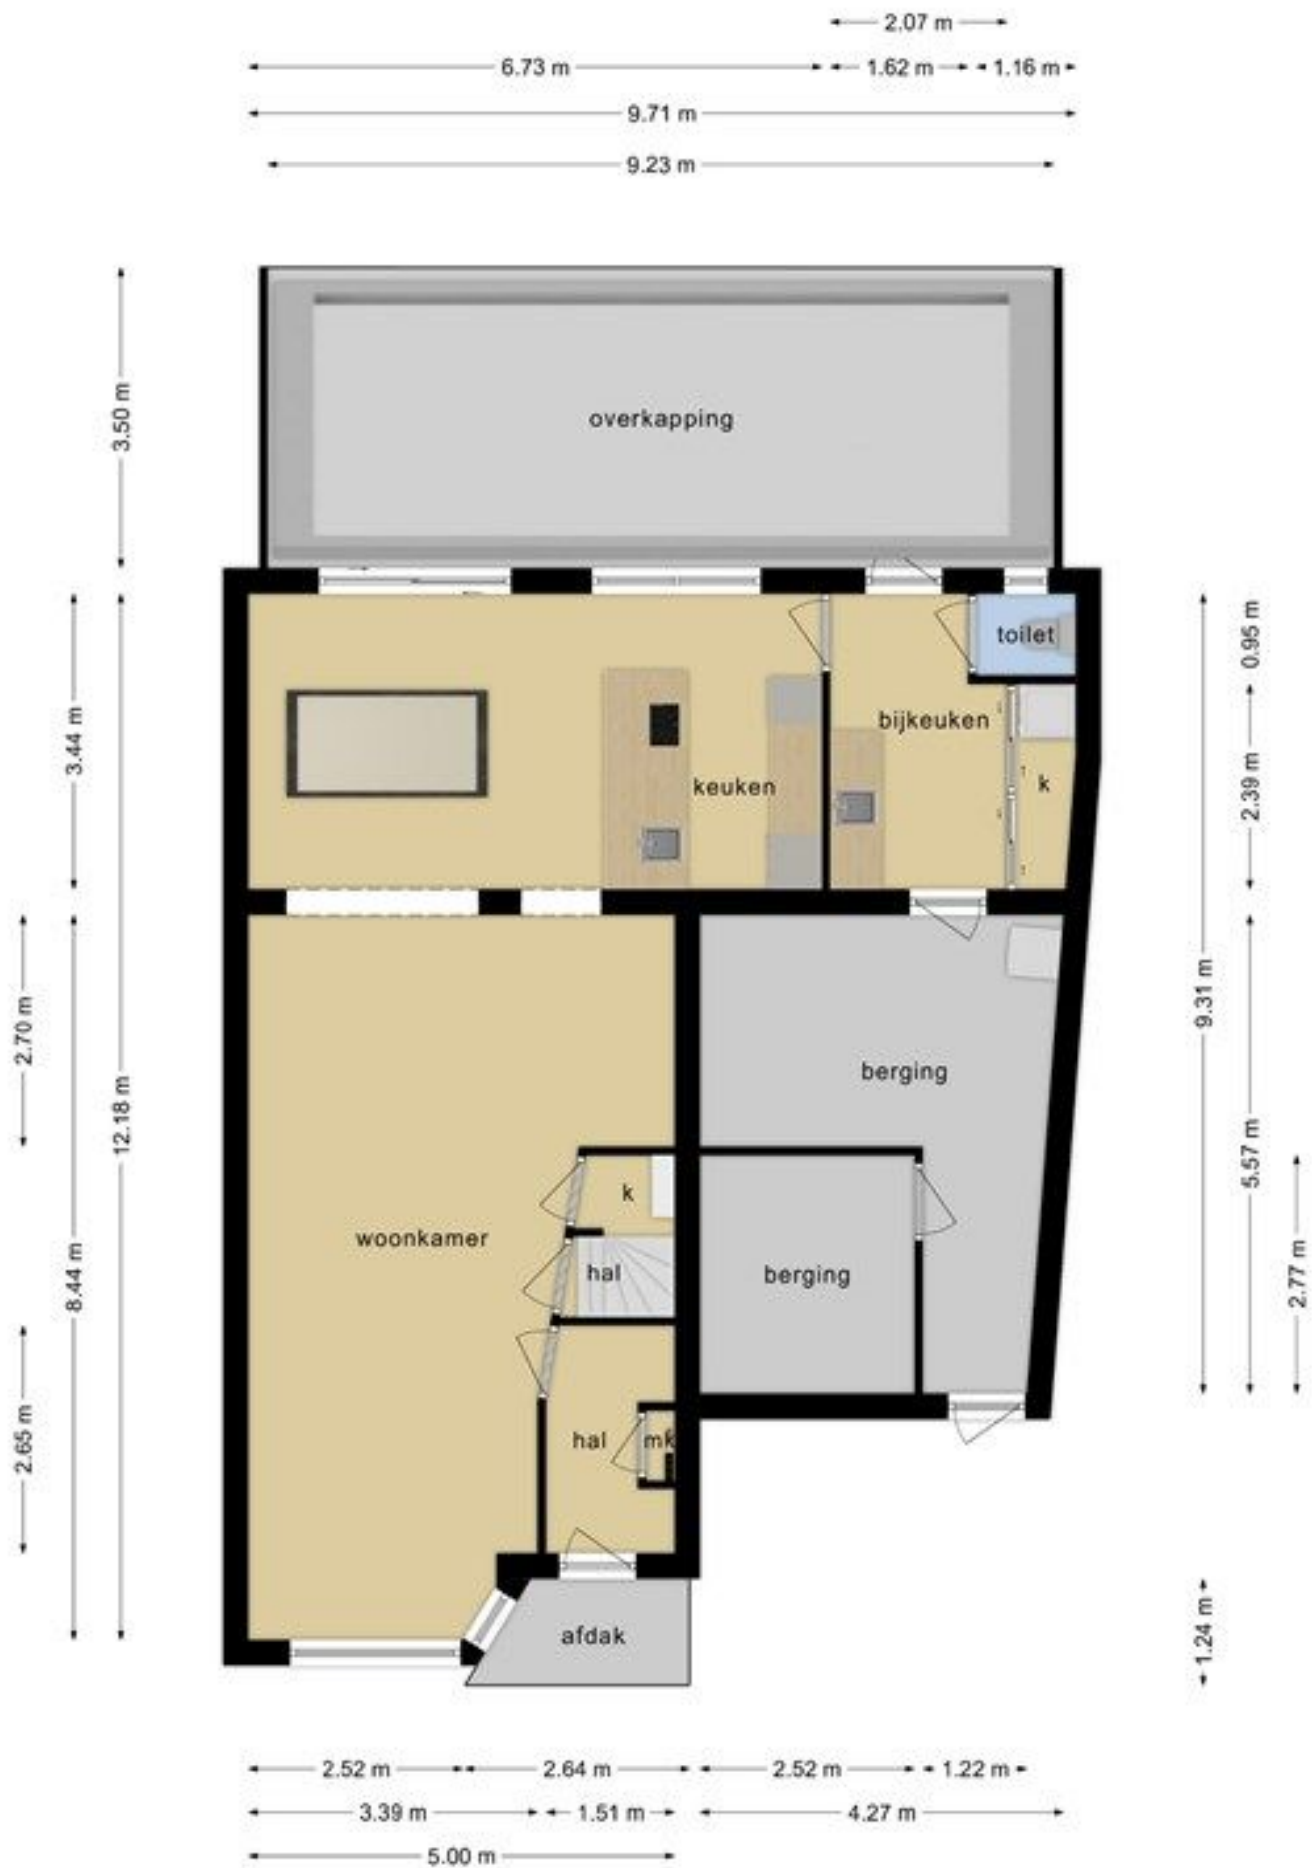 2.07 m
6.73 m 1.62 m 1.16 m
9.71 m
9.23 m
3.50 m
overkapping
toilet
0.95 m
bijkeuken
3.44 m
keuken
k
2.39 m
9.31 m
2.70 m
berging
12.18 m
5.57 m
k
woonkamer
hal
berging
8.44 m
2.77 m
2.65 m
hal
mk
afdak
1.24 m
2.52 m 2.64 m 2.52 m 1.22 m
3.39 m 1.51 m 4.27 m
5.00 m